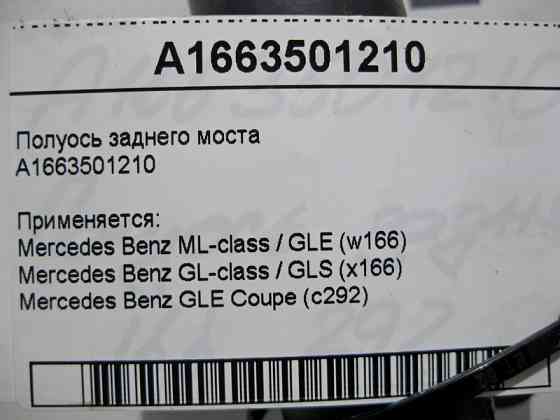 A1663501210
Полуось заднего моста
A1663501210
Применяется:
Mercedes Benz ML-class / GLE (w166)
Mercedes Benz GL-class / GLS (x166)
Mercedes Benz GLE Coupe (c292)